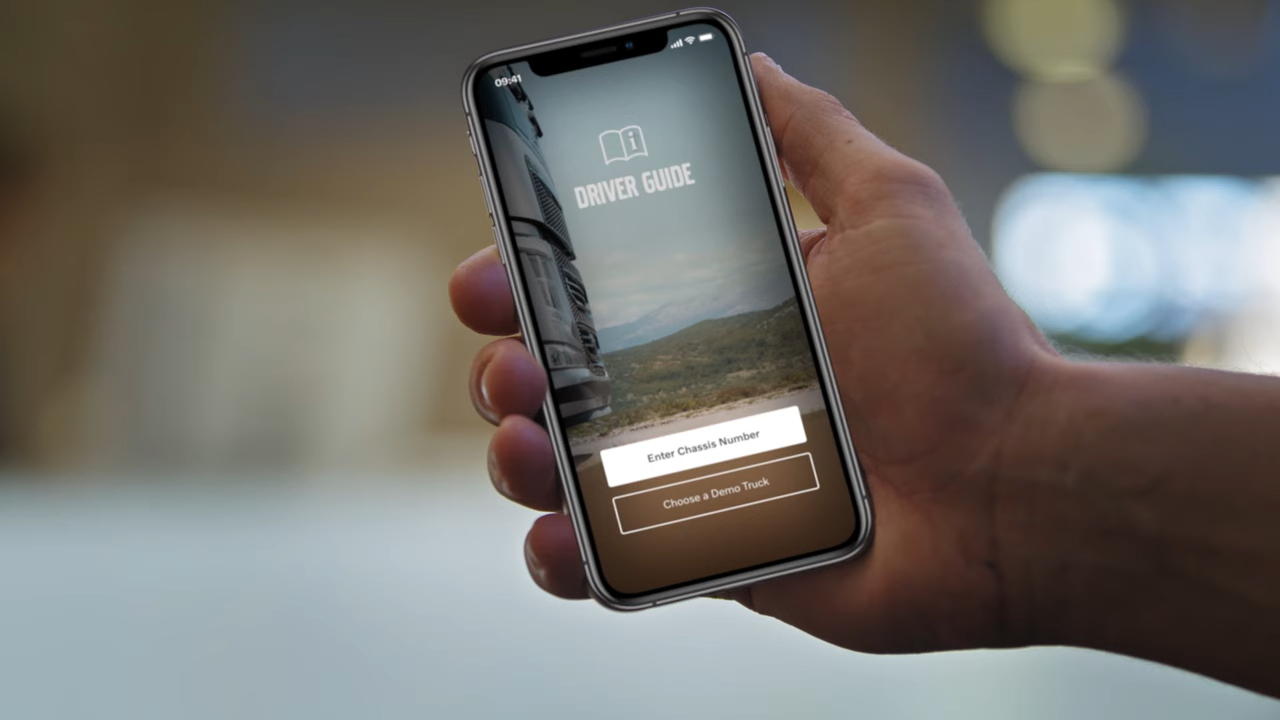 09:41
i
DRIVER GUIDE
Enter Chassis Number
Choose a Demo Truck